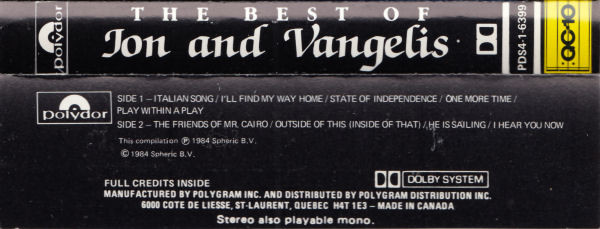 THE BEST OF
Jon and Vangelis
polydor
PDS4-1-6399
QC10
polydor
SIDE 1 – ITALIAN SONG / I'LL FIND MY WAY HOME / STATE OF INDEPENDENCE / ONE MORE TIME /
PLAY WITHIN A PLAY
SIDE 2 – THE FRIENDS OF MR. CAIRO / OUTSIDE OF THIS (INSIDE OF THAT) / HE IS SAILING / I HEAR YOU NOW
This compilation Ⓟ 1984 Spheric B.V.
© 1984 Spheric B.V.
DOLBY SYSTEM
FULL CREDITS INSIDE
MANUFACTURED BY POLYGRAM INC. AND DISTRIBUTED BY POLYGRAM DISTRIBUTION INC.
6000 COTE DE LIESSE, ST-LAURENT, QUEBEC H4T 1E3 – MADE IN CANADA
Stereo also playable mono.